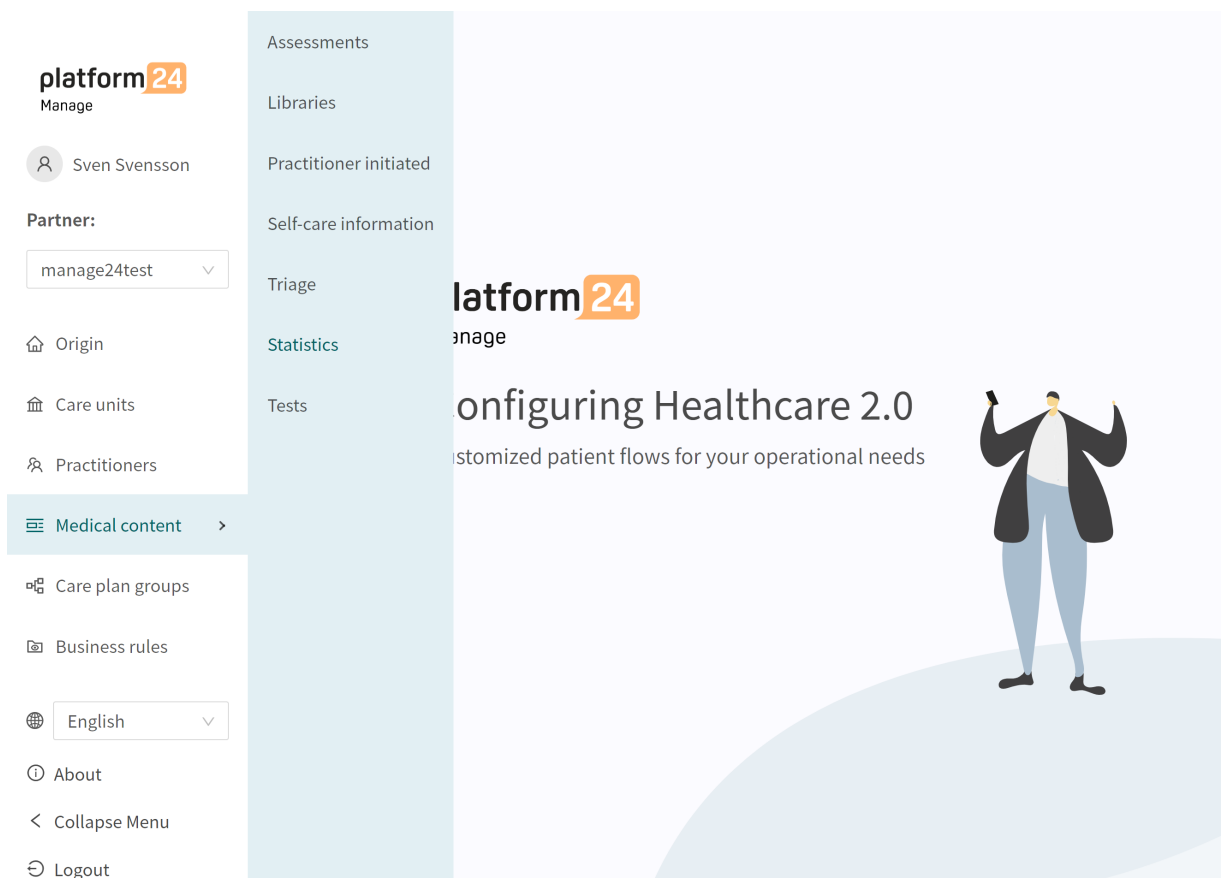 platform24
Manage
Sven Svensson
Partner:
manage24test
Origin
Care units
Practitioners
Medical content
Care plan groups
Business rules
English
About
Collapse Menu
Logout
Assessments
Libraries
Practitioner initiated
Self-care information
Triage
Statistics
Tests
latform24
anage
onfiguring Healthcare 2.0
stomized patient flows for your operational needs